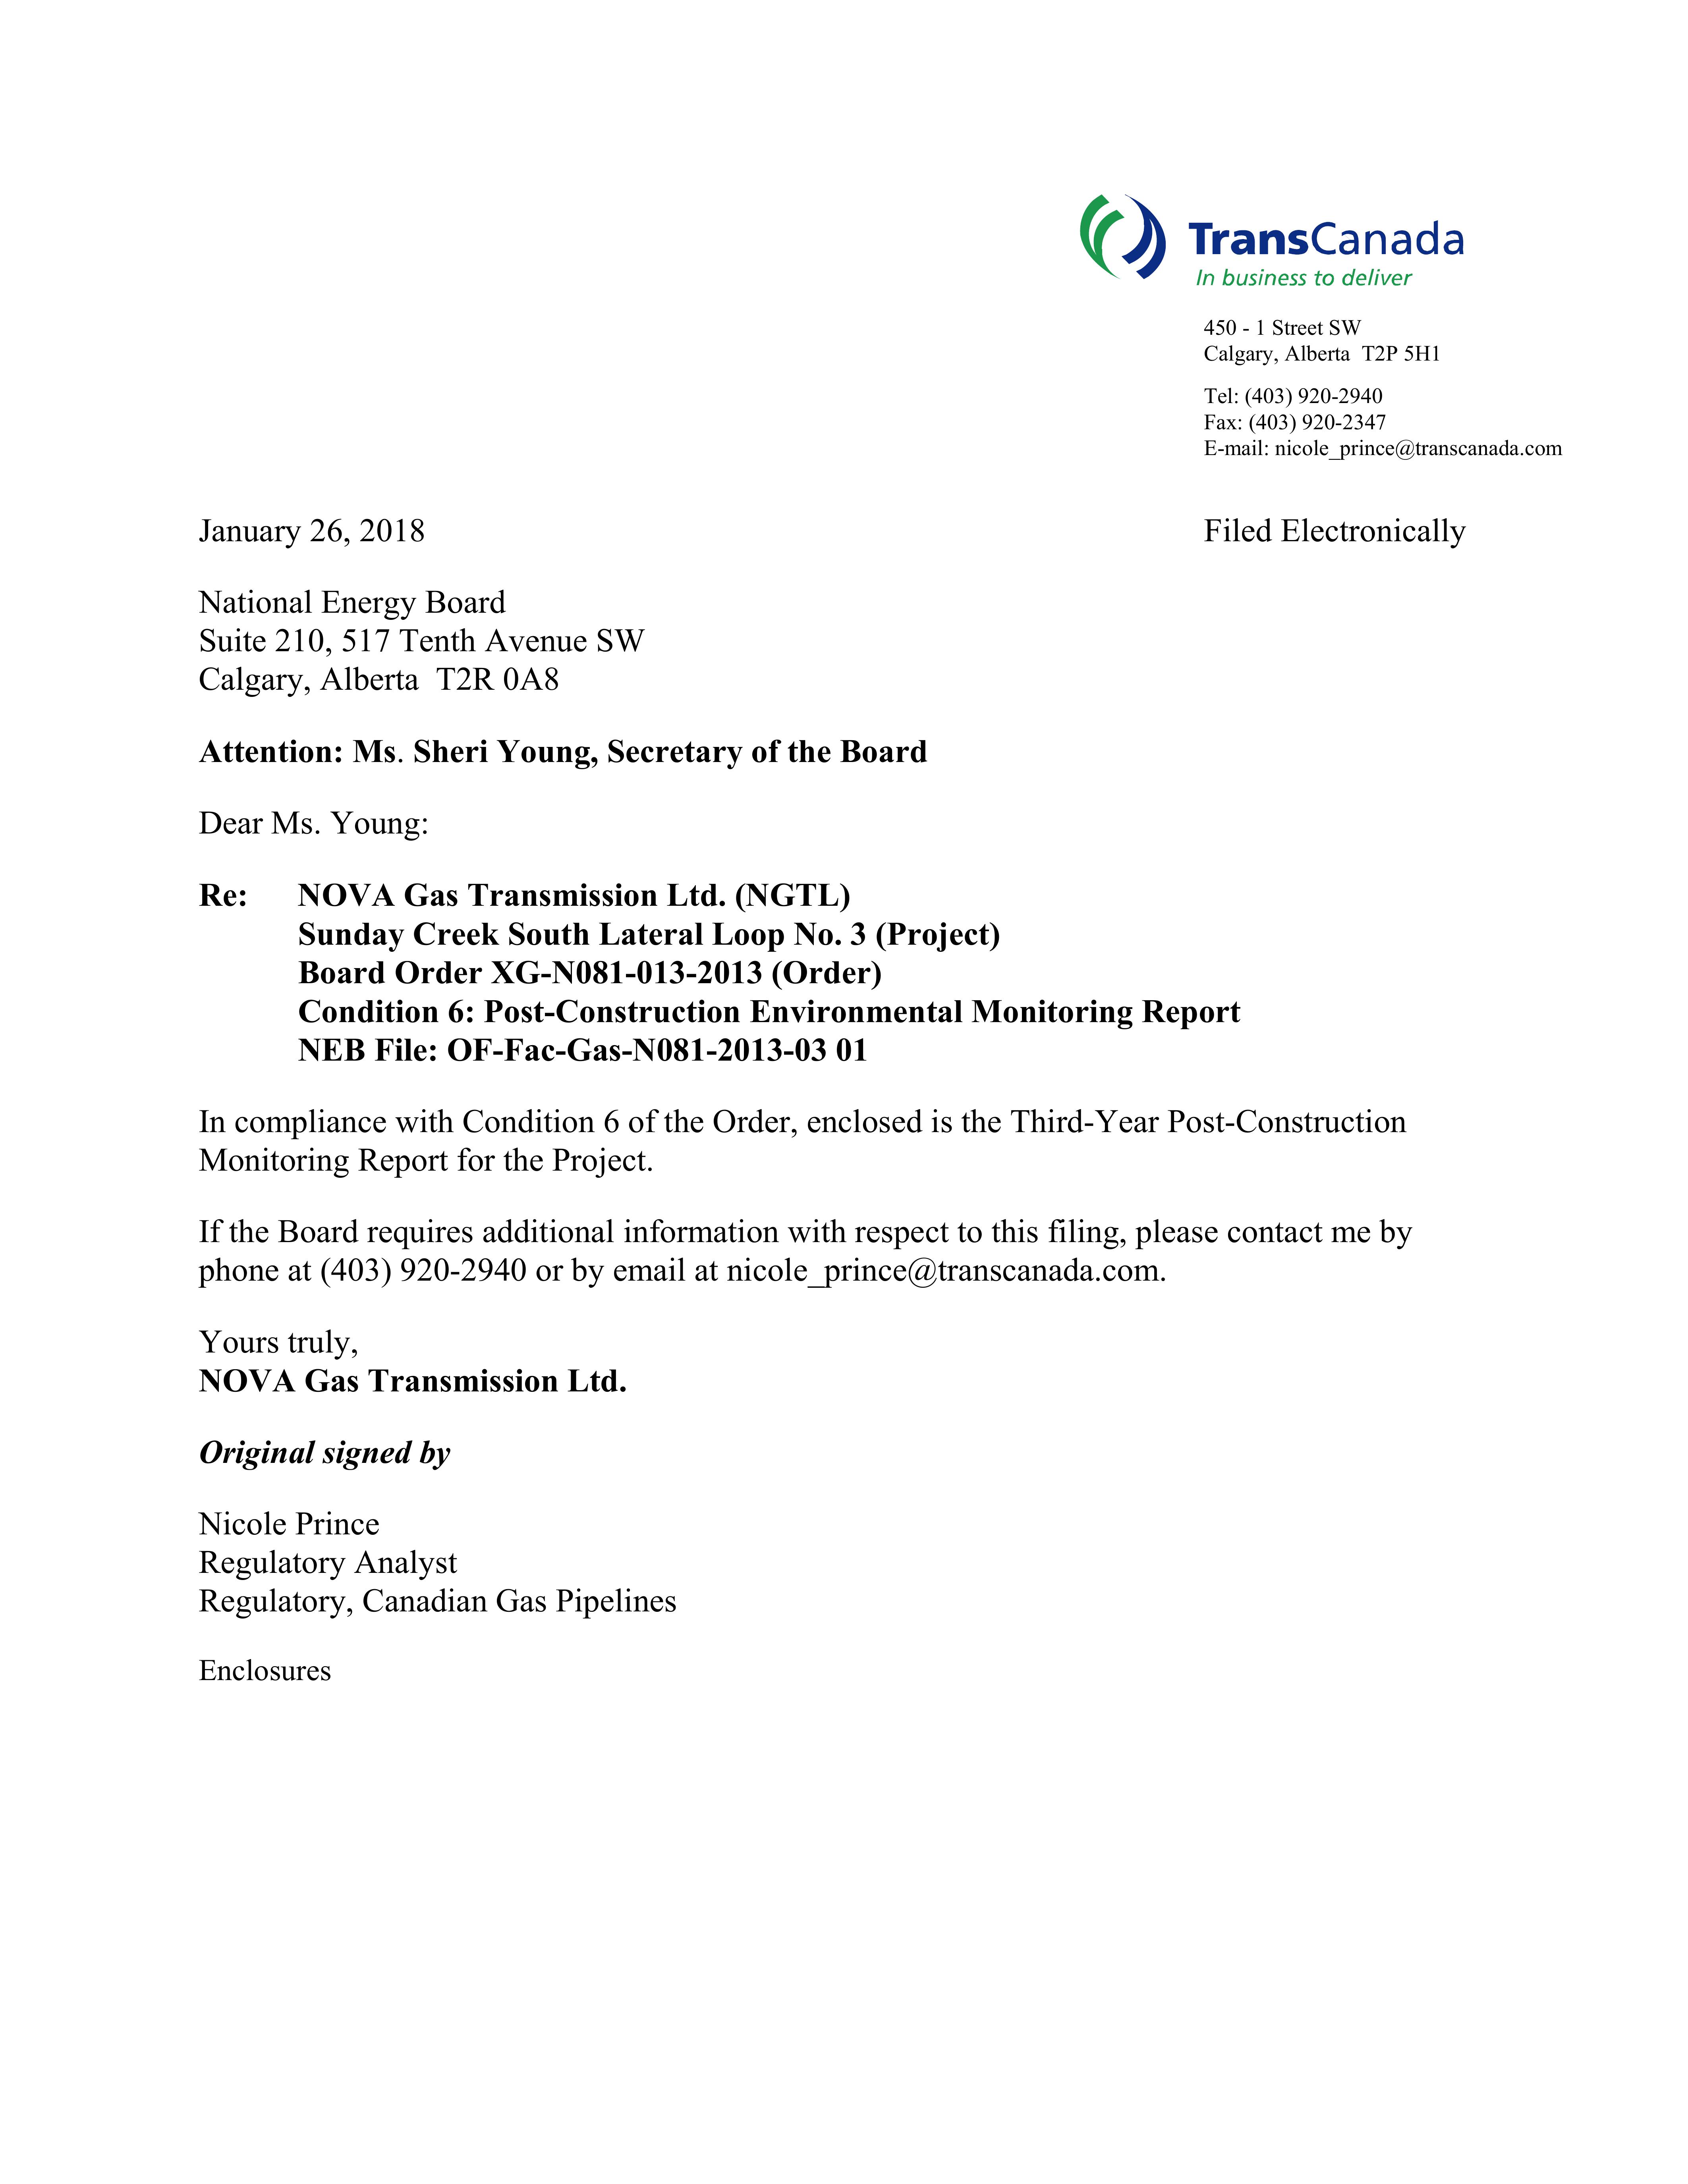 TransCanada
In business to deliver
450 - 1 Street SW
Calgary, Alberta  T2P 5H1
Tel: (403) 920-2940
Fax: (403) 920-2347
E-mail: nicole_prince@transcanada.com
January 26, 2018
Filed Electronically
National Energy Board
Suite 210, 517 Tenth Avenue SW
Calgary, Alberta  T2R 0A8
Attention: Ms. Sheri Young, Secretary of the Board
Dear Ms. Young:
Re: NOVA Gas Transmission Ltd. (NGTL)
Sunday Creek South Lateral Loop No. 3 (Project)
Board Order XG-N081-013-2013 (Order)
Condition 6: Post-Construction Environmental Monitoring Report
NEB File: OF-Fac-Gas-N081-2013-03 01
In compliance with Condition 6 of the Order, enclosed is the Third-Year Post-Construction
Monitoring Report for the Project.
If the Board requires additional information with respect to this filing, please contact me by
phone at (403) 920-2940 or by email at nicole_prince@transcanada.com.
Yours truly,
NOVA Gas Transmission Ltd.
Original signed by
Nicole Prince
Regulatory Analyst
Regulatory, Canadian Gas Pipelines
Enclosures